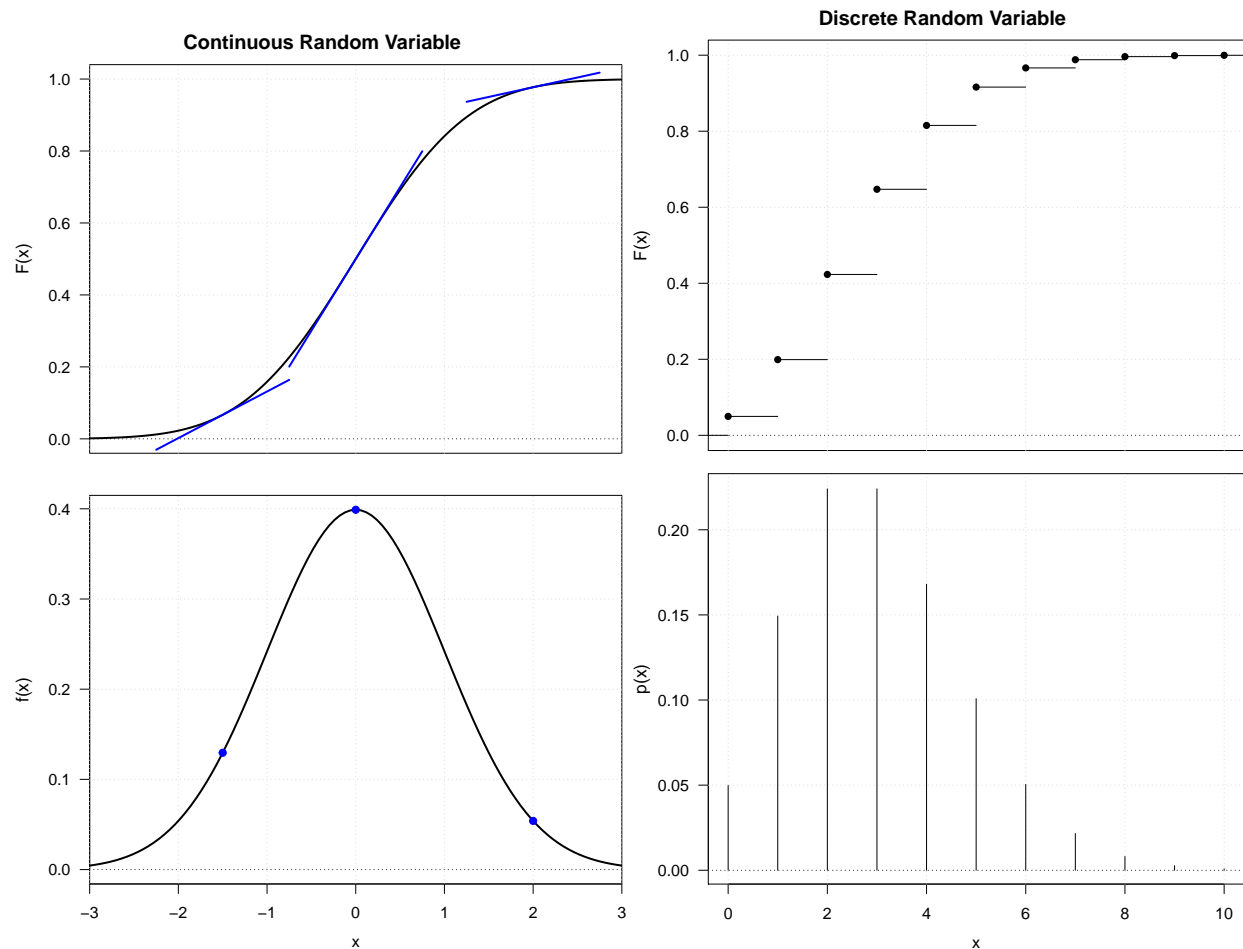 Continuous Random Variable
F(x)
1.0
0.8
0.6
0.4
0.2
0.0
f(x)
0.4
0.3
0.2
0.1
0.0
−3 −2 −1 0 1 2 3
x
Discrete Random Variable
F(x)
1.0
0.8
0.6
0.4
0.2
0.0
p(x)
0.20
0.15
0.10
0.05
0.00
0 2 4 6 8 10
x